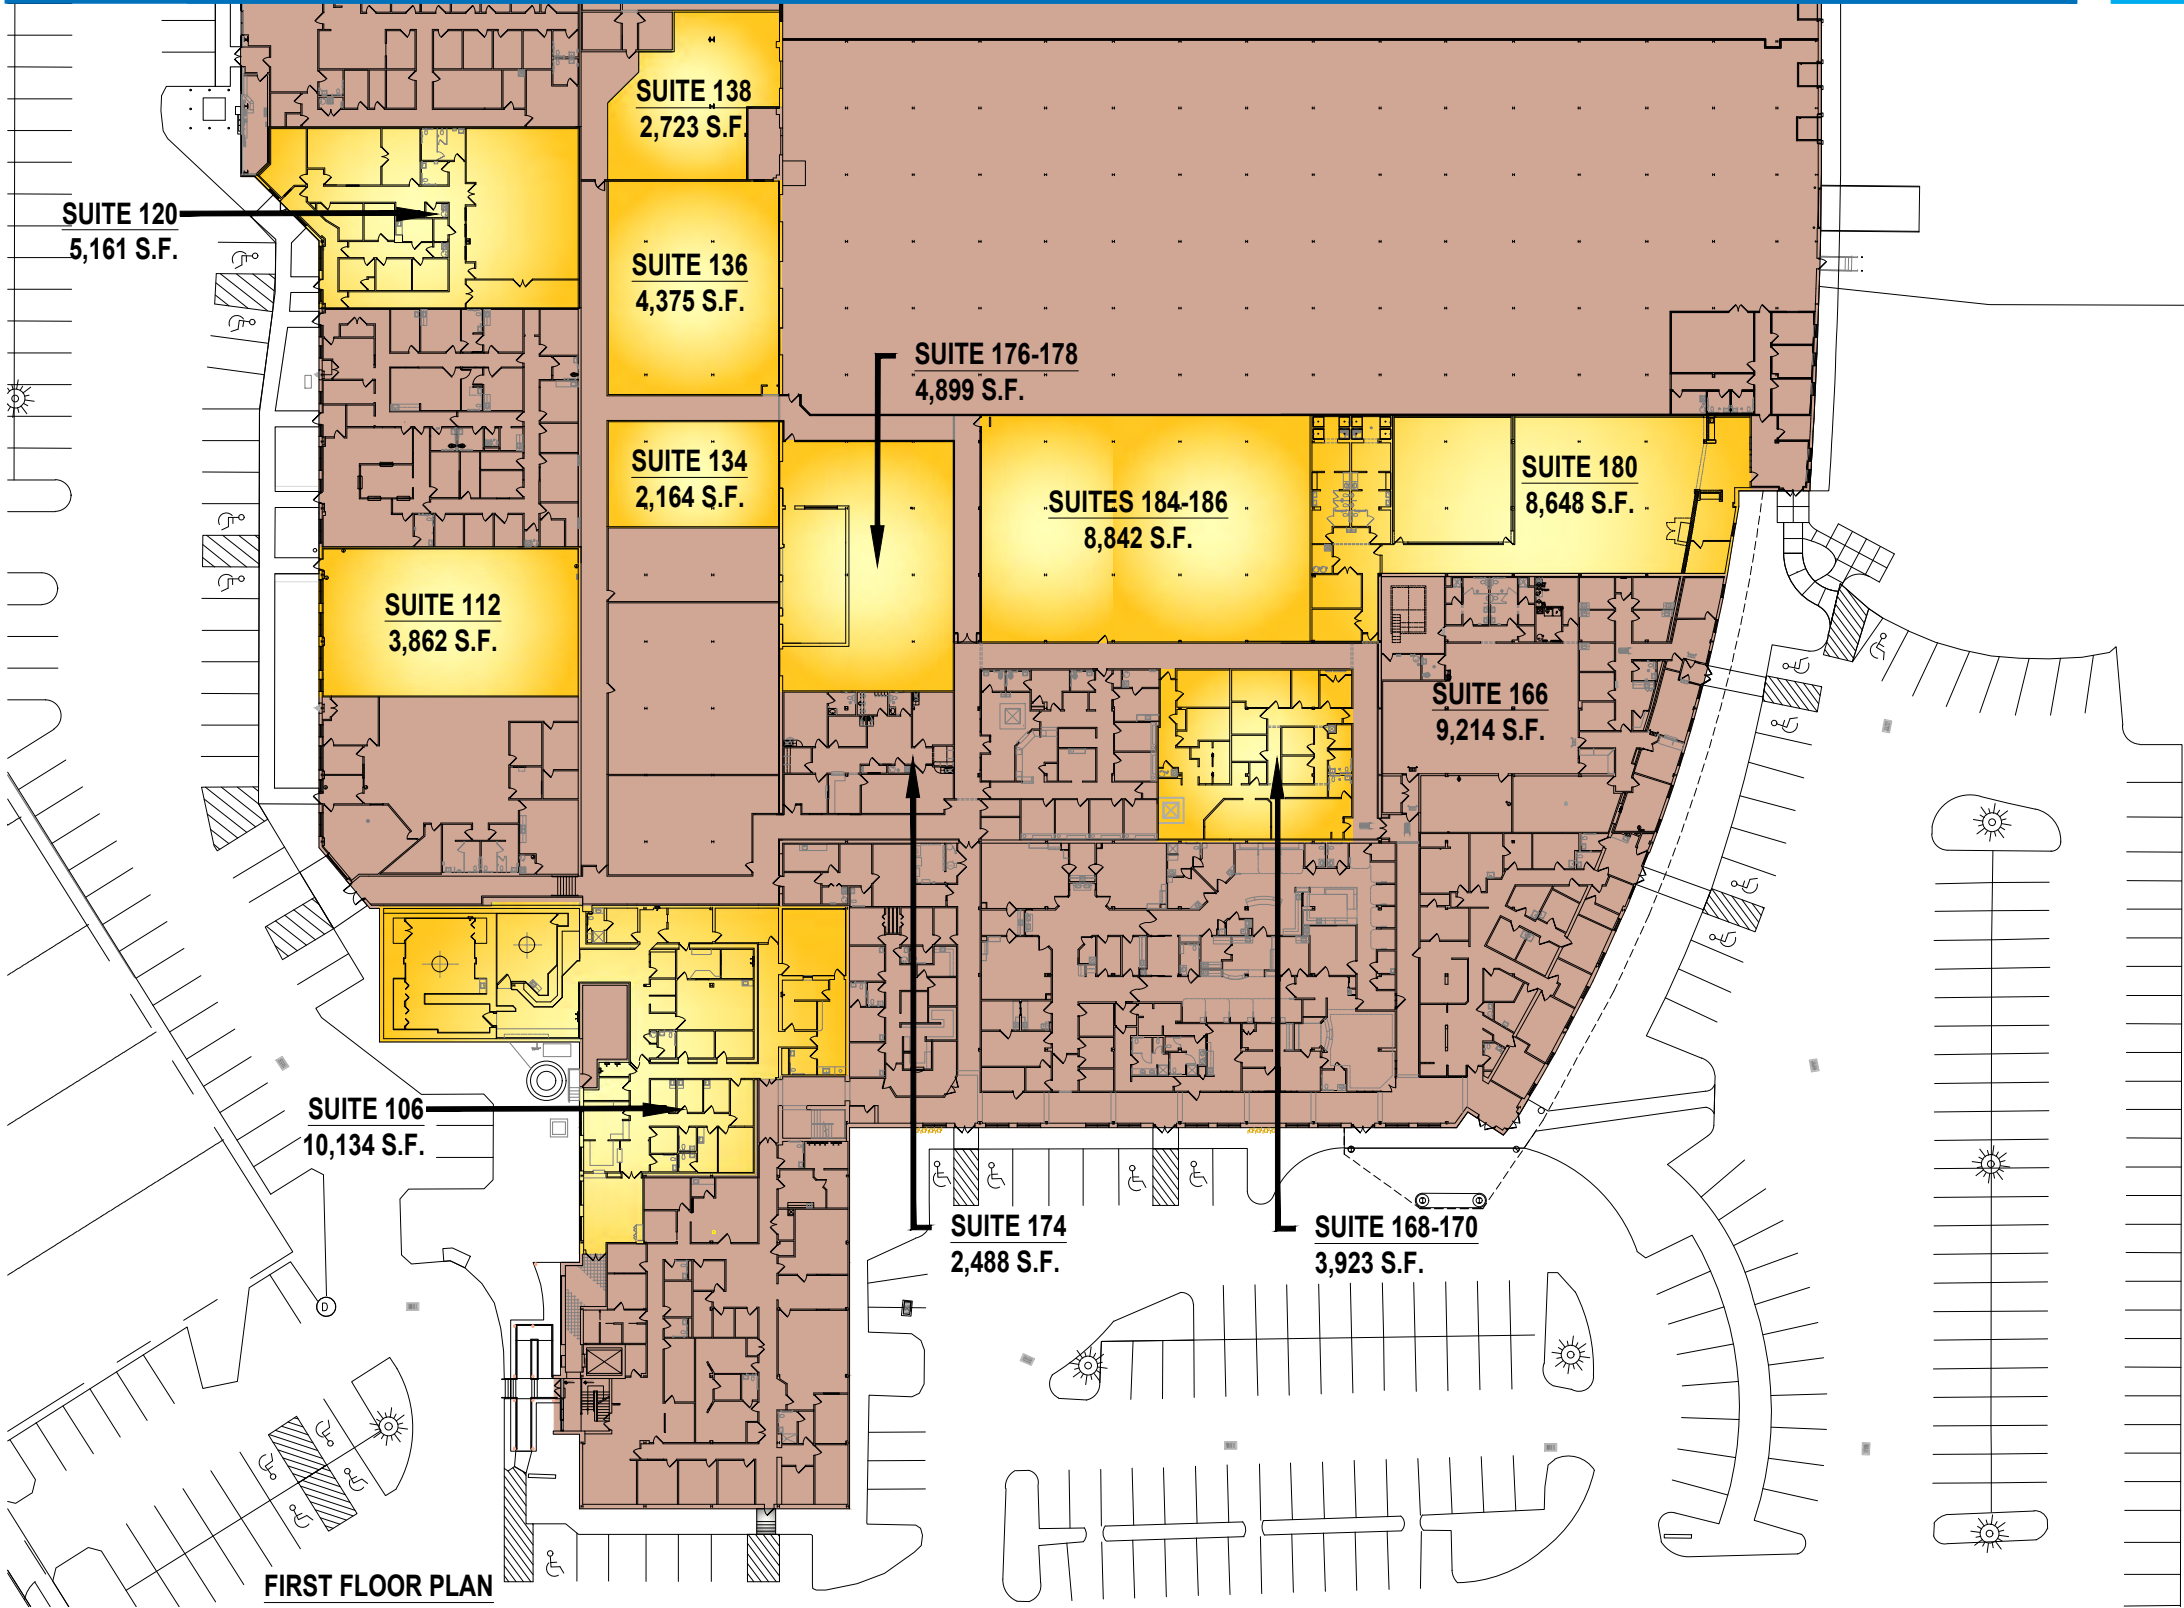 SUITE 138
2,723 S.F.
SUITE 120
5,161 S.F.
SUITE 136
4,375 S.F.
SUITE 176-178
4,899 S.F.
SUITE 134
2,164 S.F.
SUITES 184-186
8,842 S.F.
SUITE 180
8,648 S.F.
SUITE 112
3,862 S.F.
SUITE 166
9,214 S.F.
SUITE 106
10,134 S.F.
SUITE 174
2,488 S.F.
SUITE 168-170
3,923 S.F.
D
FIRST FLOOR PLAN